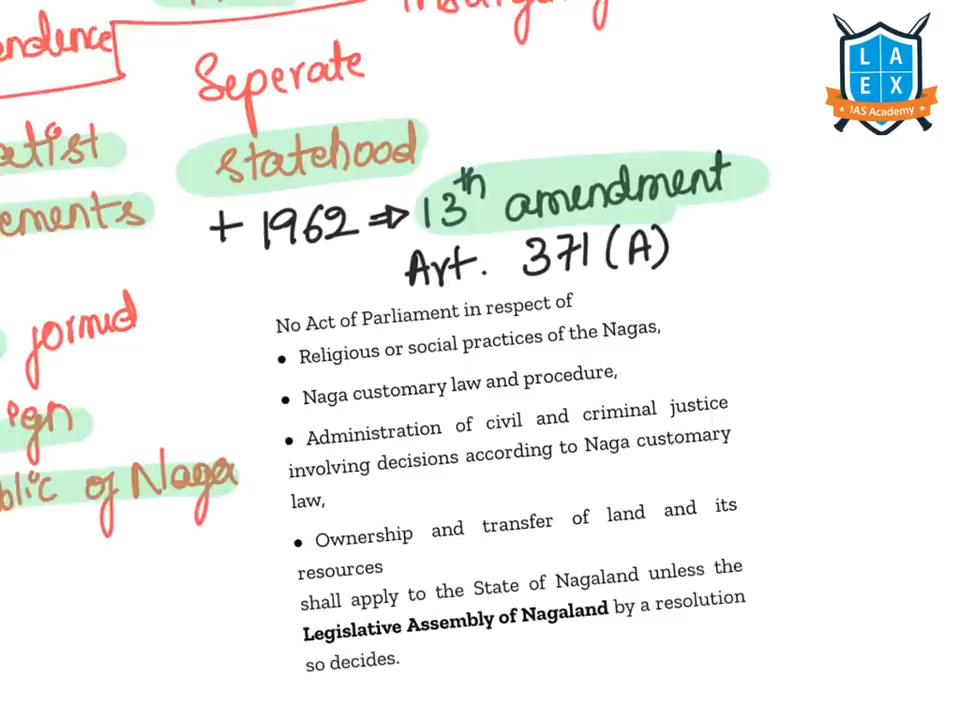 Seperate
statehood
+ 1962 ⇒ 13th amendment
Art. 371 (A)
formed
of Naga
No Act of Parliament in respect of
• Religious or social practices of the Nagas,
• Naga customary law and procedure,
• Administration of civil and criminal justice
involving decisions according to Naga customary
law,
• Ownership and transfer of land and its
resources
shall apply to the State of Nagaland unless the
Legislative Assembly of Nagaland by a resolution
so decides.
LA
EX
IAS Academy